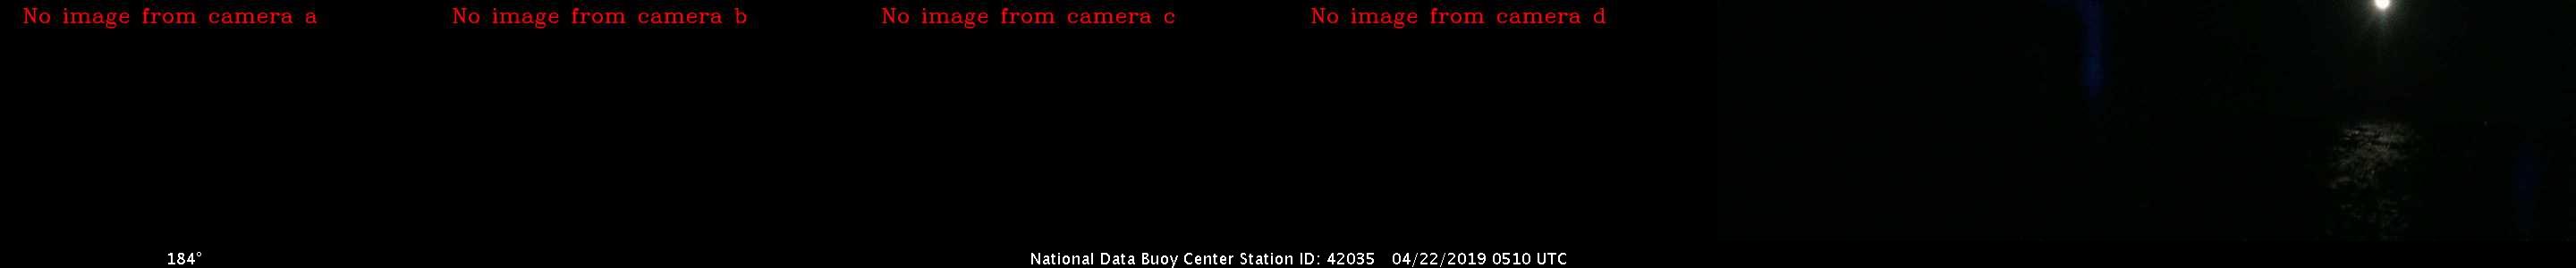 No image from camera a
No image from camera b
No image from camera c
No image from camera d
184°
National Data Buoy Center Station ID: 42035 04/22/2019 0510 UTC